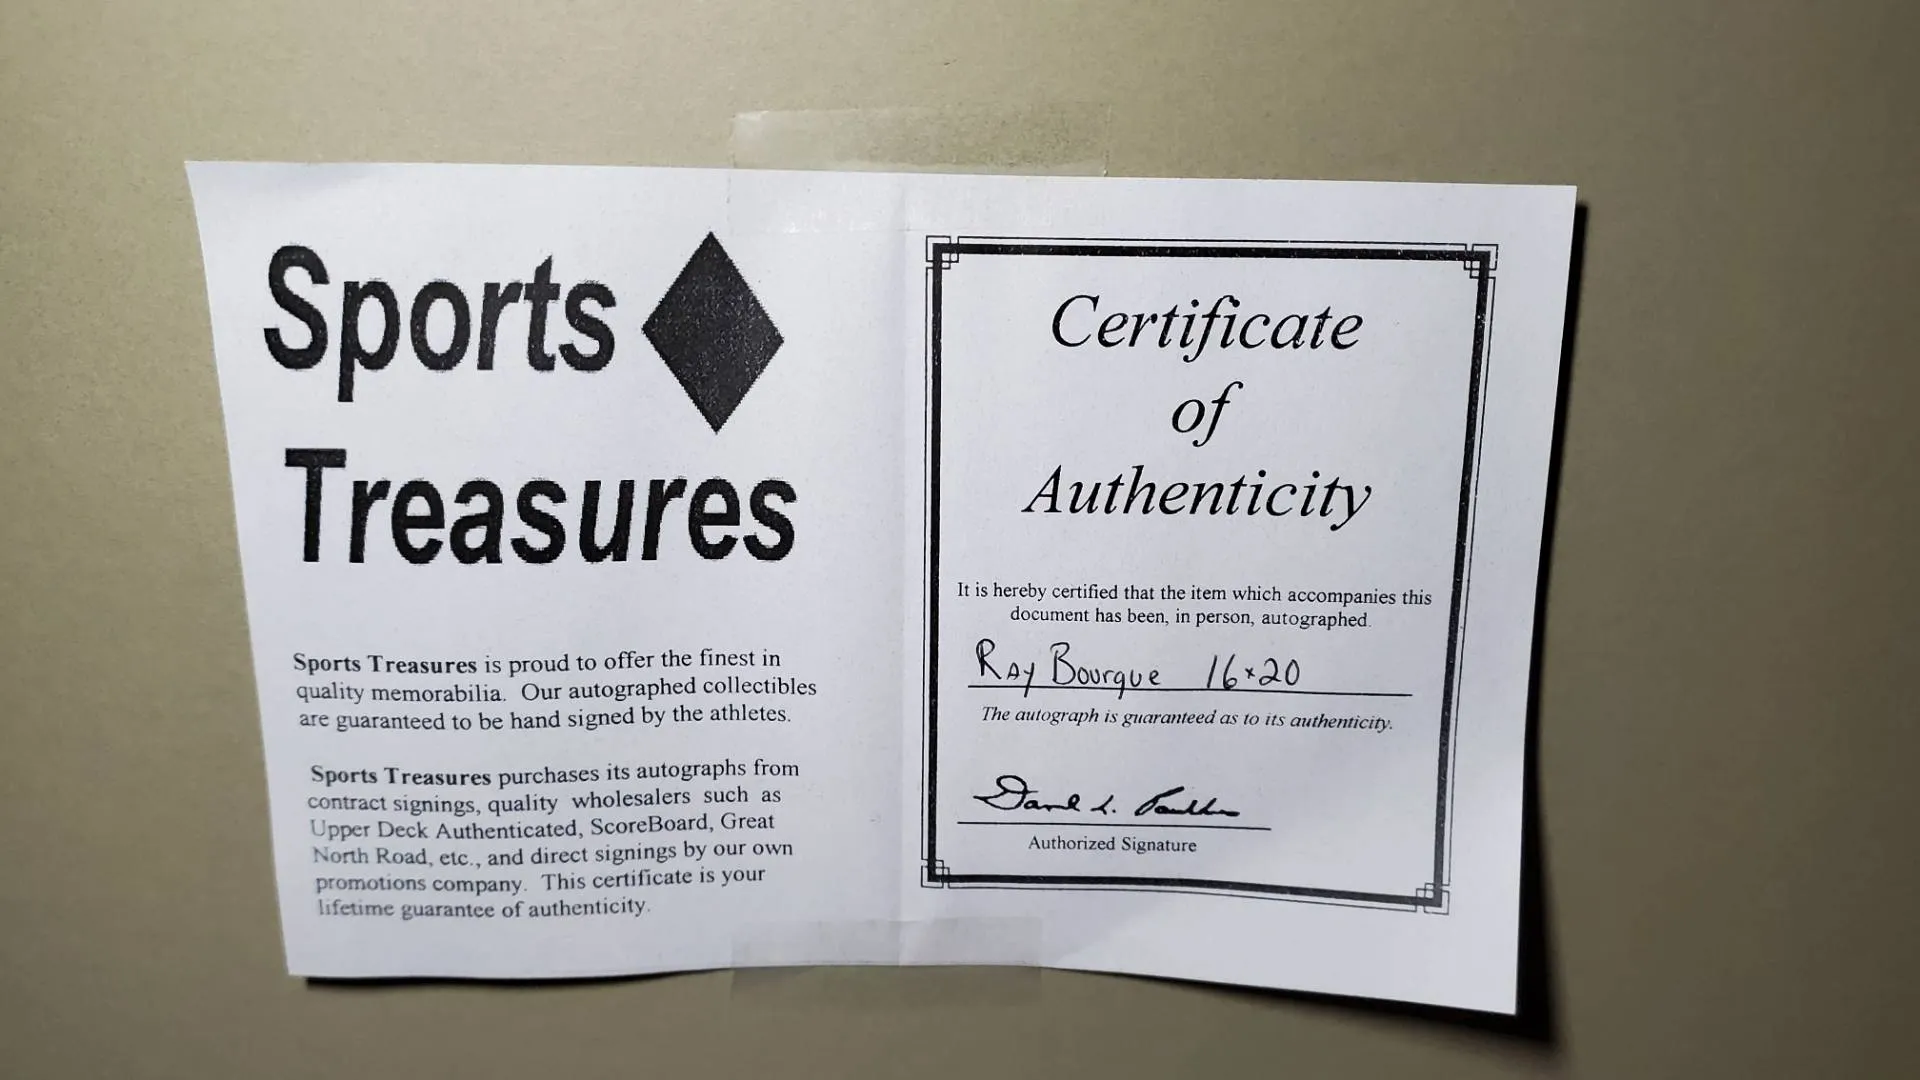 Sports
Treasures
Sports Treasures is proud to offer the finest in
quality memorabilia. Our autographed collectibles
are guaranteed to be hand signed by the athletes.
Sports Treasures purchases its autographs from
contract signings, quality wholesalers such as
Upper Deck Authenticated, ScoreBoard, Great
North Road, etc., and direct signings by our own
promotions company. This certificate is your
lifetime guarantee of authenticity.
Certificate
of
Authenticity
It is hereby certified that the item which accompanies this
document has been, in person, autographed.
Ray Bourque 16x20
The autograph is guaranteed as to its authenticity.
Authorized Signature